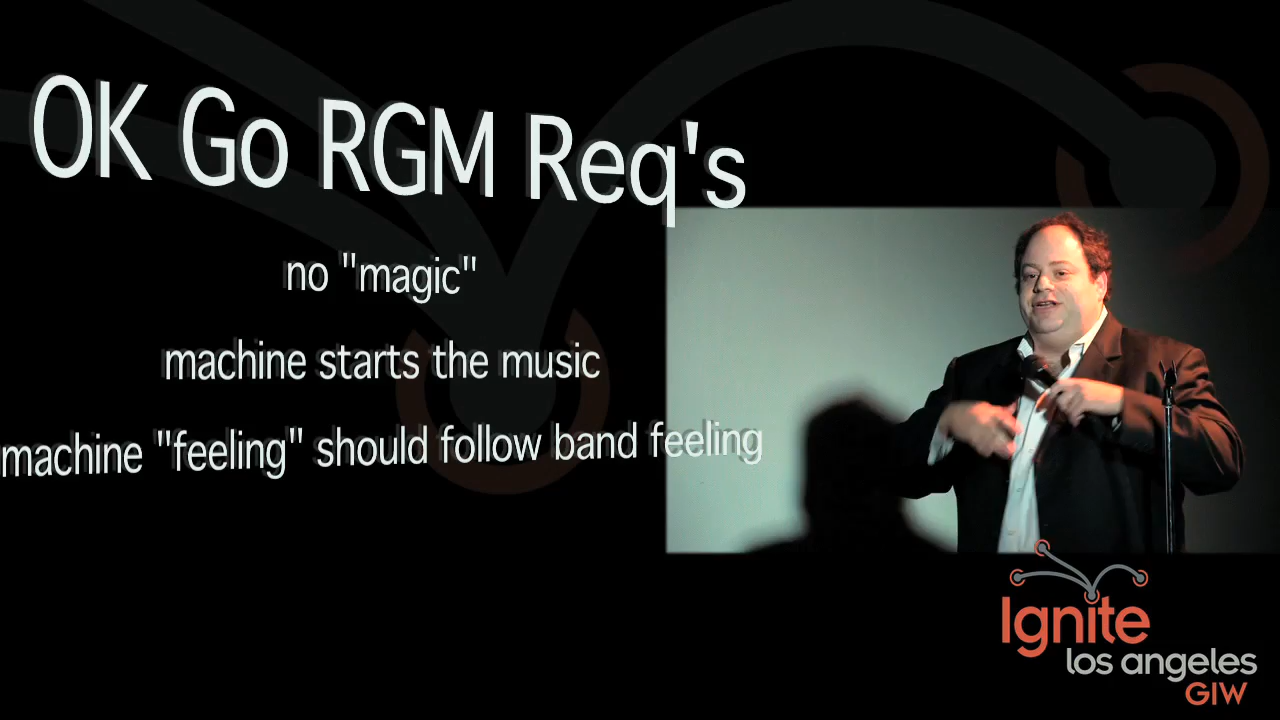 OK Go RGM Req's
no "magic"
machine starts the music
machine "feeling" should follow band feeling
Ignite
los angeles
GIW